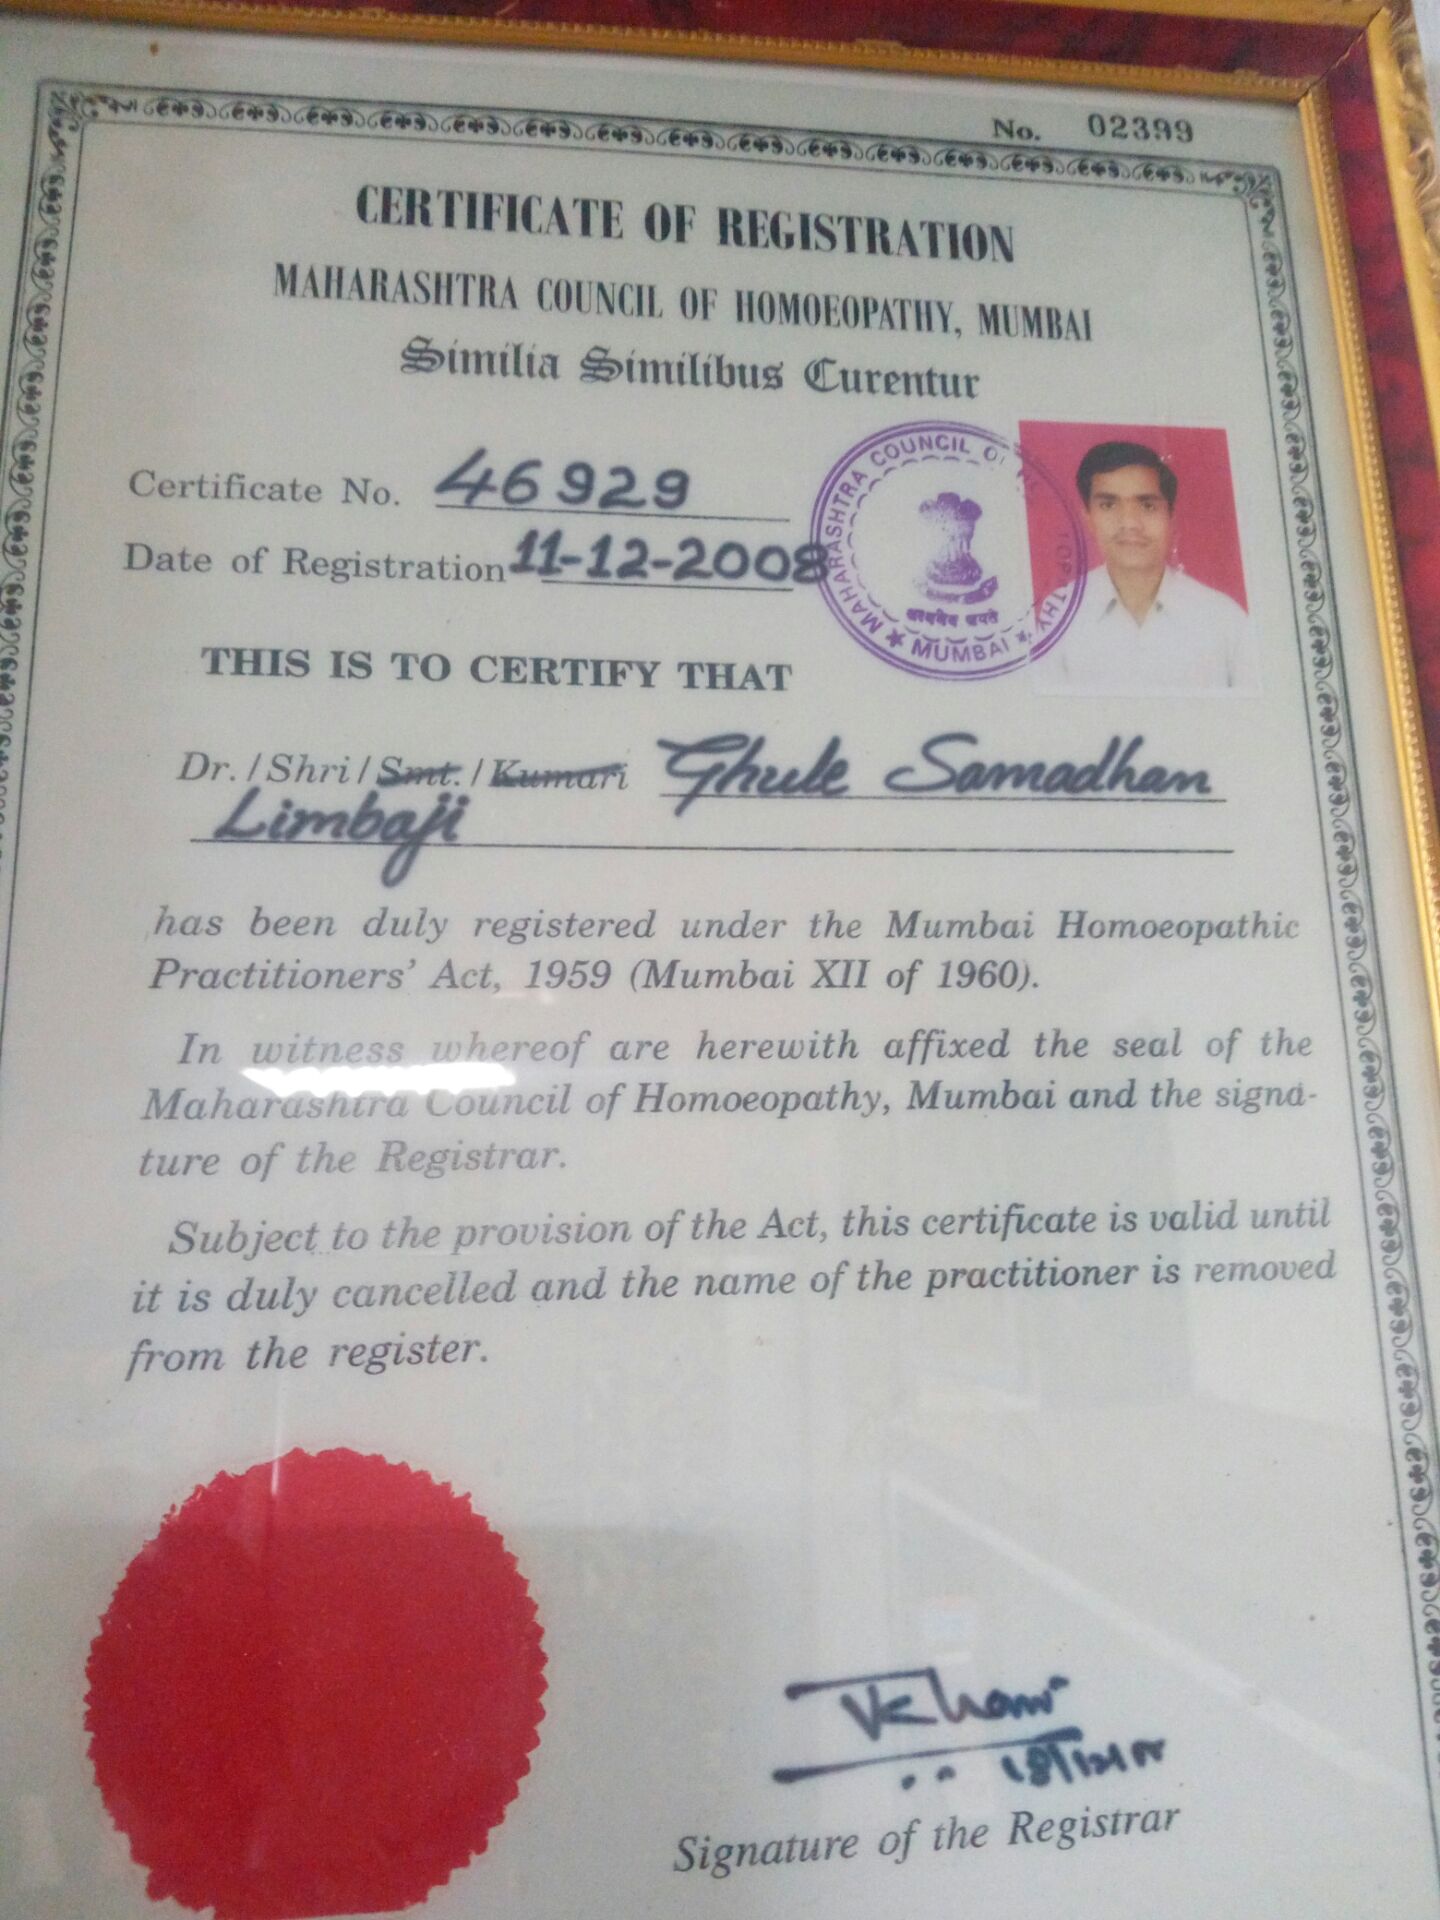 No. 02399
CERTIFICATE OF REGISTRATION
MAHARASHTRA COUNCIL OF HOMOEOPATHY, MUMBAI
Similia Similibus Curentur
Certificate No. 46929
Date of Registration 11-12-2008
MAHARASHTRA COUNCIL
सत्यमेव जयते
MUMBAI
THIS IS TO CERTIFY THAT
Dr. / Shri / Smt. / Kumari Ghule Samadhan
Limbaji
has been duly registered under the Mumbai Homoeopathic
Practitioners' Act, 1959 (Mumbai XII of 1960).
In witness whereof are herewith affixed the seal of the
Maharashtra Council of Homoeopathy, Mumbai and the signa-
ture of the Registrar.
Subject to the provision of the Act, this certificate is valid until
it is duly cancelled and the name of the practitioner is removed
from the register.
Signature of the Registrar